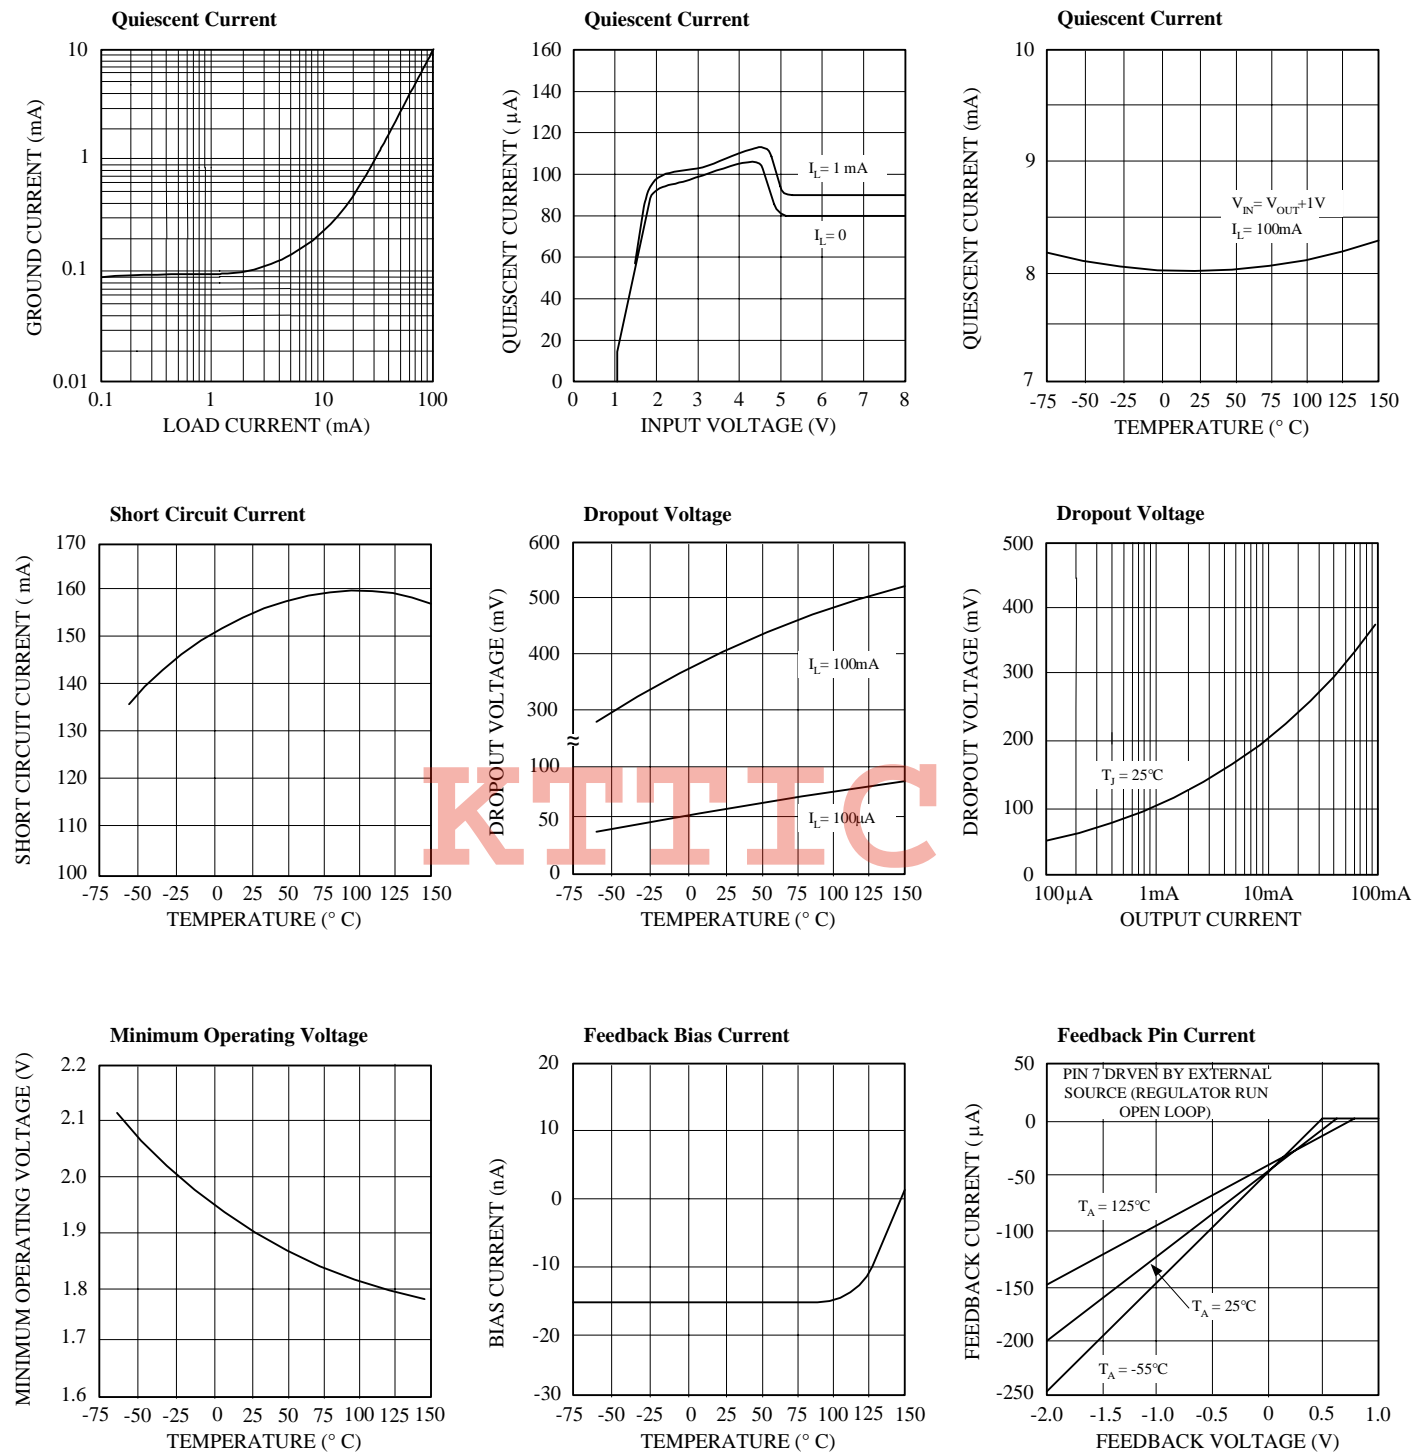 Quiescent Current
GROUND CURRENT (mA)
10
1
0.1
0.01
0.1 1 10 100
LOAD CURRENT (mA)
Quiescent Current
QUIESCENT CURRENT ( µA)
160
140
120
100
80
60
40
20
0
I_L= 1 mA
I_L= 0
0 1 2 3 4 5 6 7 8
INPUT VOLTAGE (V)
Quiescent Current
QUIESCENT CURRENT (mA)
10
9
8
7
V_IN= V_OUT+1V
I_L= 100mA
-75 -50 -25 0 25 50 75 100 125 150
TEMPERATURE (° C)
Short Circuit Current
SHORT CIRCUIT CURRENT ( mA)
170
160
150
140
130
120
110
100
-75 -50 -25 0 25 50 75 100 125 150
TEMPERATURE (° C)
Dropout Voltage
DROPOUT VOLTAGE (mV)
600
500
400
300
≈
100
50
0
I_L= 100mA
I_L= 100µA
-75 -50 -25 0 25 50 75 100 125 150
TEMPERATURE (° C)
Dropout Voltage
DROPOUT VOLTAGE (mV)
500
400
300
200
100
0
T_J = 25°C
100µA 1mA 10mA 100mA
OUTPUT CURRENT
KTTIC
Minimum Operating Voltage
MINIMUM OPERATING VOLTAGE (V)
2.2
2.1
2.0
1.9
1.8
1.7
1.6
-75 -50 -25 0 25 50 75 100 125 150
TEMPERATURE (° C)
Feedback Bias Current
BIAS CURRENT (nA)
20
10
0
-10
-20
-30
-75 -50 -25 0 25 50 75 100 125 150
TEMPERATURE (° C)
Feedback Pin Current
FEEDBACK CURRENT ( µA)
50
0
-50
-100
-150
-200
-250
PIN 7 DRVEN BY EXTERNAL
SOURCE (REGULATOR RUN
OPEN LOOP)
T_A = 125°C
T_A = 25°C
T_A = -55°C
-2.0 -1.5 -1.0 -0.5 0 0.5 1.0
FEEDBACK VOLTAGE (V)